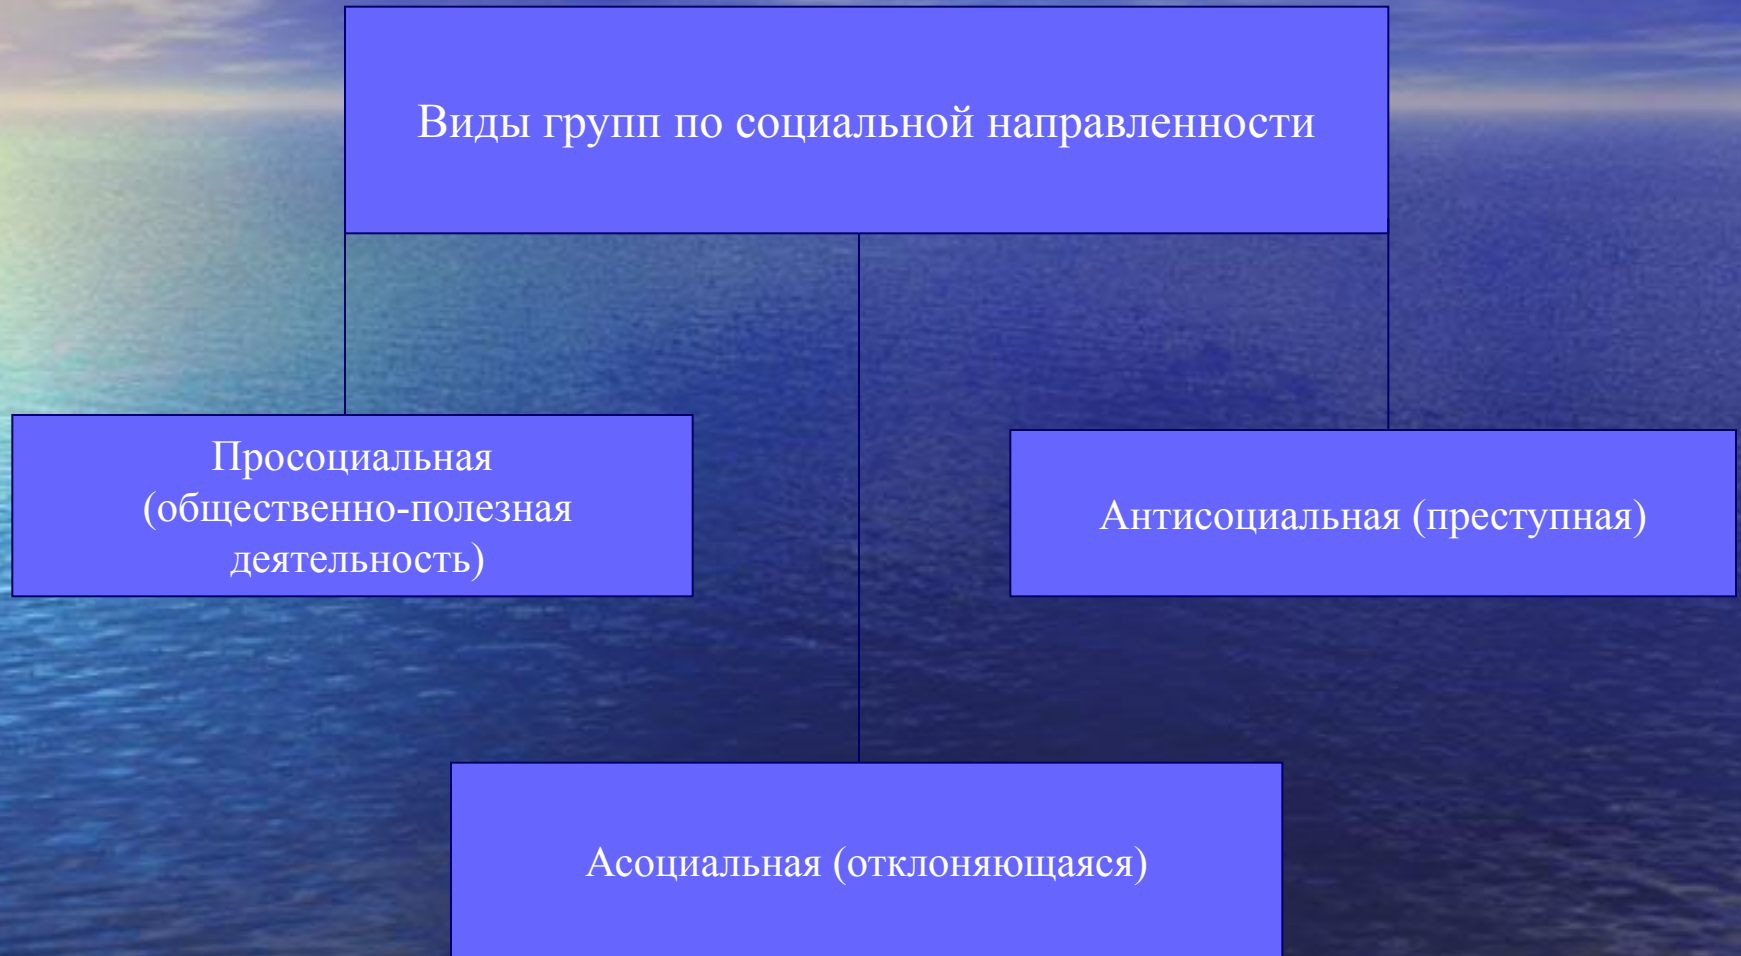 Виды групп по социальной направленности
Просоциальная
(общественно-полезная
деятельность)
Антисоциальная (преступная)
Асоциальная (отклоняющаяся)